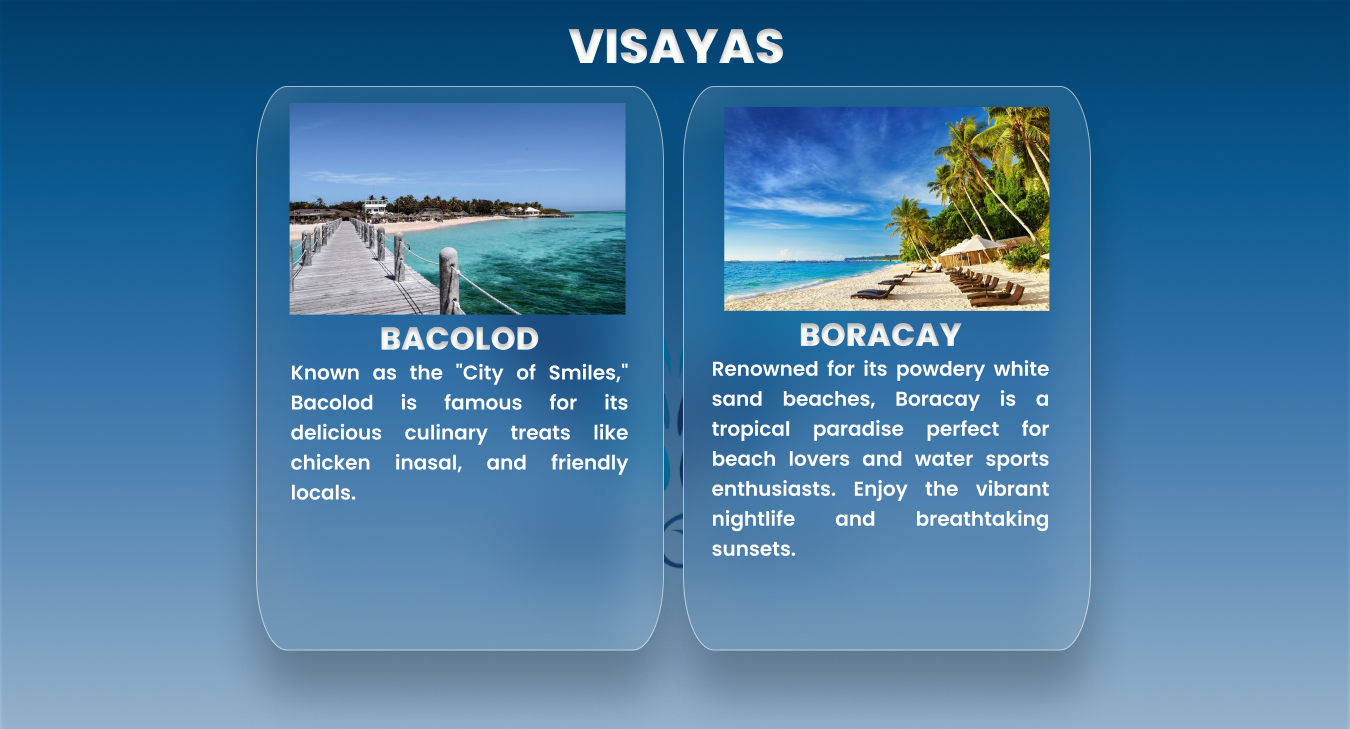 VISAYAS
BACOLOD
Known as the "City of Smiles,"
Bacolod is famous for its
delicious culinary treats like
chicken inasal, and friendly
locals.
BORACAY
Renowned for its powdery white
sand beaches, Boracay is a
tropical paradise perfect for
beach lovers and water sports
enthusiasts. Enjoy the vibrant
nightlife and breathtaking
sunsets.